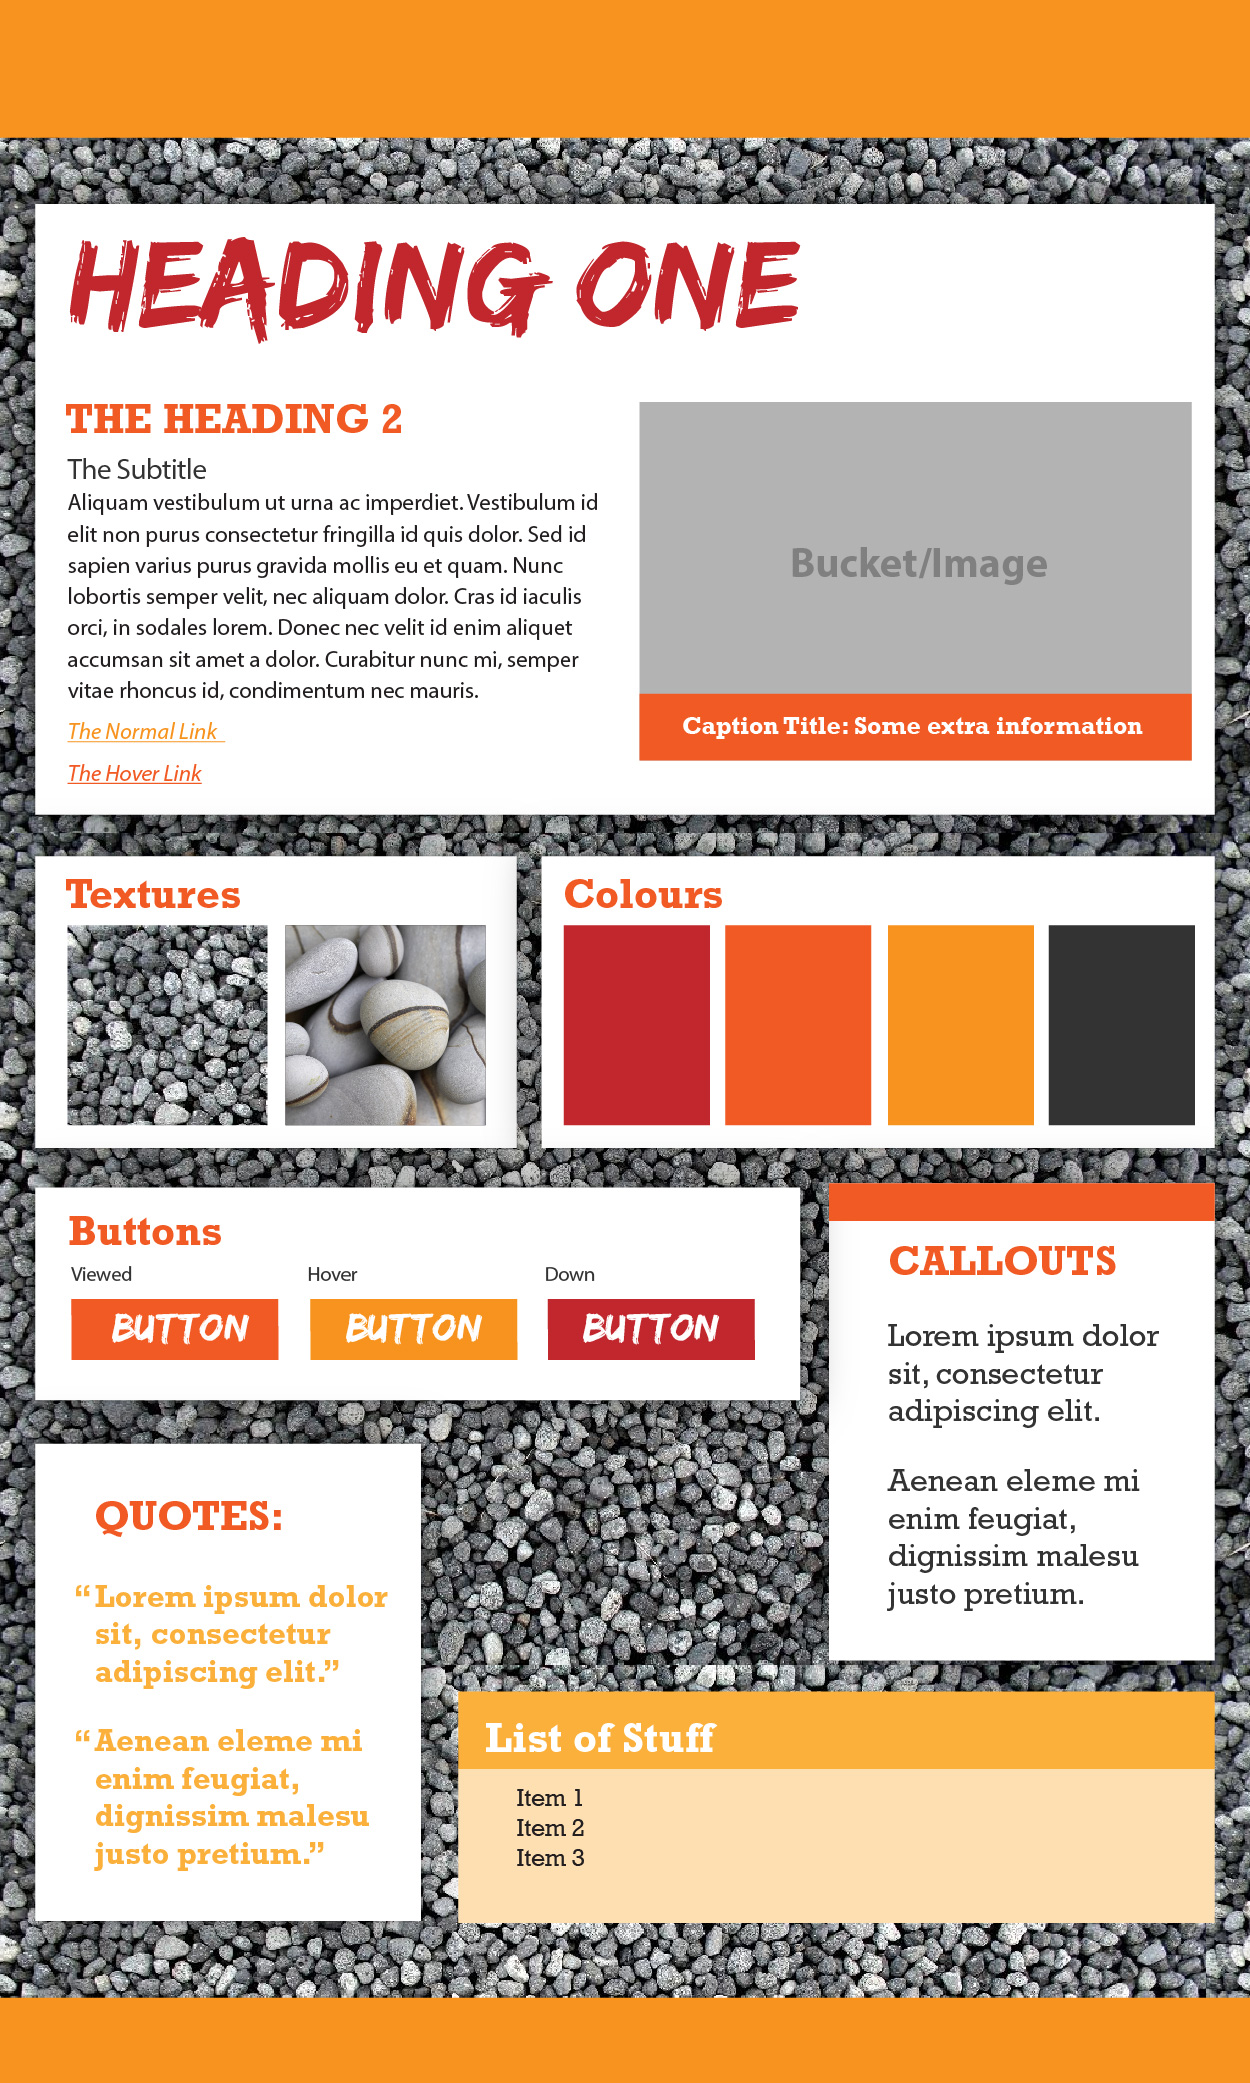 HEADING ONE
THE HEADING 2
The Subtitle
Aliquam vestibulum ut urna ac imperdiet. Vestibulum id
elit non purus consectetur fringilla id quis dolor. Sed id
sapien varius purus gravida mollis eu et quam. Nunc
lobortis semper velit, nec aliquam dolor. Cras id iaculis
orci, in sodales lorem. Donec nec velit id enim aliquet
accumsan sit amet a dolor. Curabitur nunc mi, semper
vitae rhoncus id, condimentum nec mauris.
The Normal Link
The Hover Link
Bucket/Image
Caption Title: Some extra information
Textures
Colours
Buttons
Viewed
Hover
Down
BUTTON
BUTTON
BUTTON
CALLOUTS
Lorem ipsum dolor
sit, consectetur
adipiscing elit.
Aenean eleme mi
enim feugiat,
dignissim malesu
justo pretium.
QUOTES:
“Lorem ipsum dolor
sit, consectetur
adipiscing elit.”
“Aenean eleme mi
enim feugiat,
dignissim malesu
justo pretium.”
List of Stuff
Item 1
Item 2
Item 3